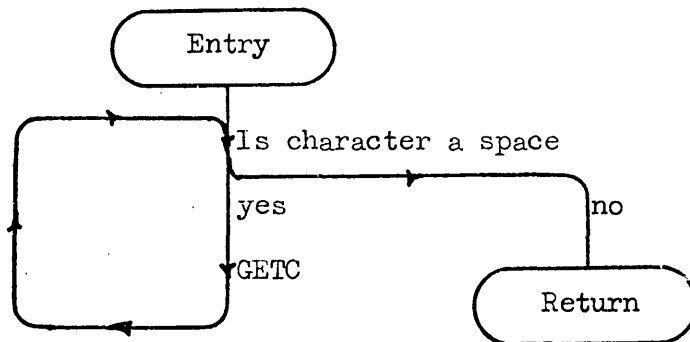 Entry
Is character a space
yes
no
GETC
Return